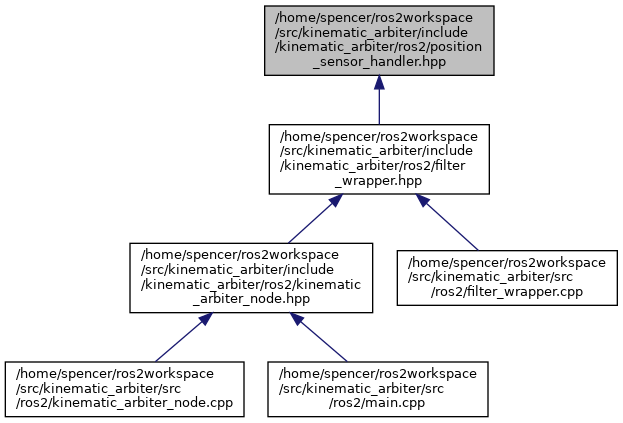 /home/spencer/ros2workspace
/src/kinematic_arbiter/include
/kinematic_arbiter/ros2/position
_sensor_handler.hpp
/home/spencer/ros2workspace
/src/kinematic_arbiter/include
/kinematic_arbiter/ros2/filter
_wrapper.hpp
/home/spencer/ros2workspace
/src/kinematic_arbiter/include
/kinematic_arbiter/ros2/kinematic
_arbiter_node.hpp
/home/spencer/ros2workspace
/src/kinematic_arbiter/src
/ros2/filter_wrapper.cpp
/home/spencer/ros2workspace
/src/kinematic_arbiter/src
/ros2/kinematic_arbiter_node.cpp
/home/spencer/ros2workspace
/src/kinematic_arbiter/src
/ros2/main.cpp